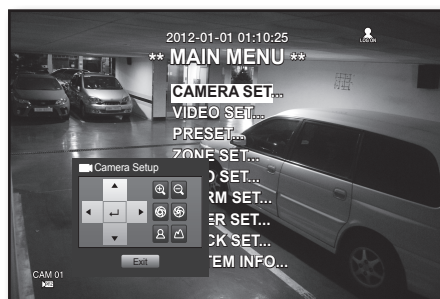 2012-01-01 01:10:25
LOG ON
** MAIN MENU **
CAMERA SET...
VIDEO SET...
PRESET...
ZONE SET...
O SET...
RM SET...
ER SET...
CK SET...
TEM INFO...
Camera Setup
Exit
CAM 01